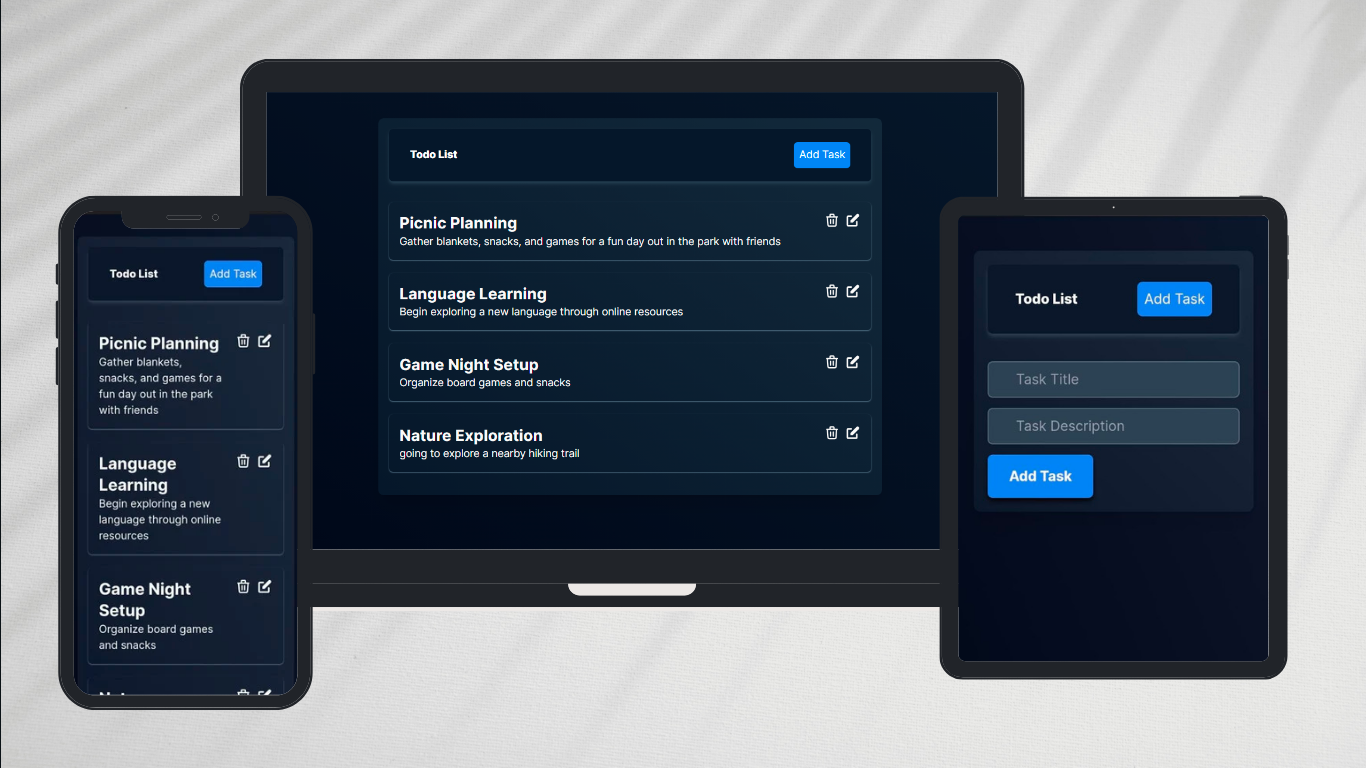 Todo List
Add Task
Picnic Planning
Gather blankets, snacks, and games for a fun day out in the park with friends
Language Learning
Begin exploring a new language through online resources
Game Night Setup
Organize board games and snacks
Nature Exploration
going to explore a nearby hiking trail
Todo List
Add Task
Picnic Planning
Gather blankets,
snacks, and games for a
fun day out in the park
with friends
Language
Learning
Begin exploring a new
language through online
resources
Game Night
Setup
Organize board games
and snacks
Todo List
Add Task
Task Title
Task Description
Add Task